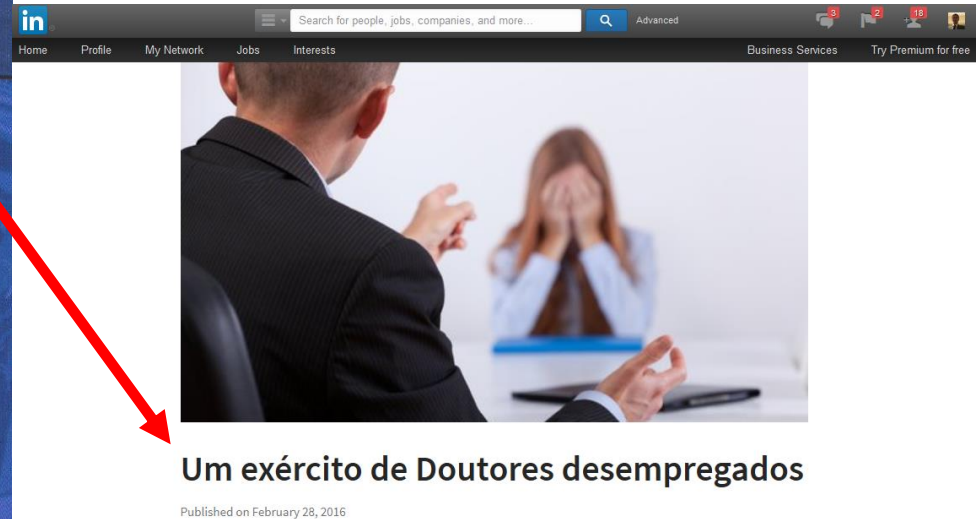 in
Search for people, jobs, companies, and more...
Advanced
3
2
18
Home Profile My Network Jobs Interests Business Services Try Premium for free
Um exército de Doutores desempregados
Published on February 28, 2016